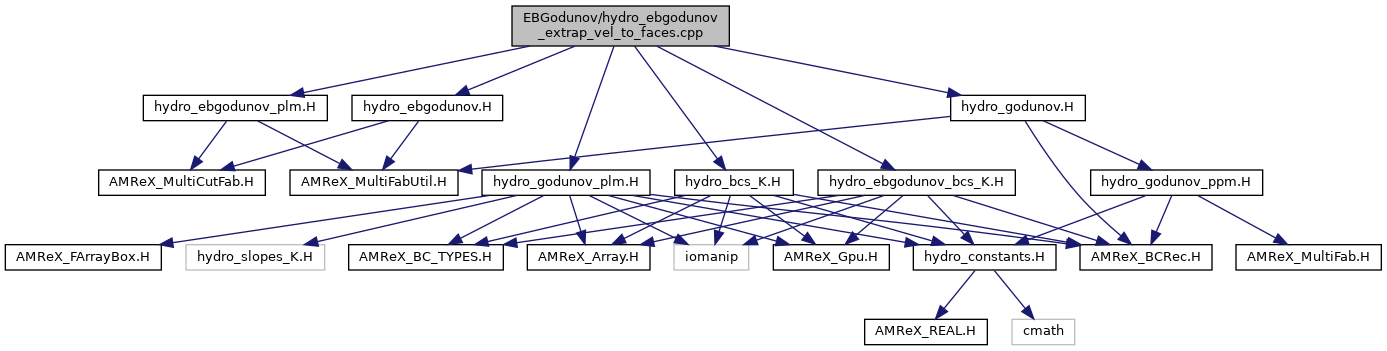 EBGodunov/hydro_ebgodunov
_extrap_vel_to_faces.cpp
hydro_ebgodunov_plm.H
hydro_ebgodunov.H
hydro_godunov.H
AMReX_MultiCutFab.H
AMReX_MultiFabUtil.H
hydro_godunov_plm.H
hydro_bcs_K.H
hydro_ebgodunov_bcs_K.H
hydro_godunov_ppm.H
AMReX_FArrayBox.H
hydro_slopes_K.H
AMReX_BC_TYPES.H
AMReX_Array.H
iomanip
AMReX_Gpu.H
hydro_constants.H
AMReX_BCRec.H
AMReX_MultiFab.H
AMReX_REAL.H
cmath